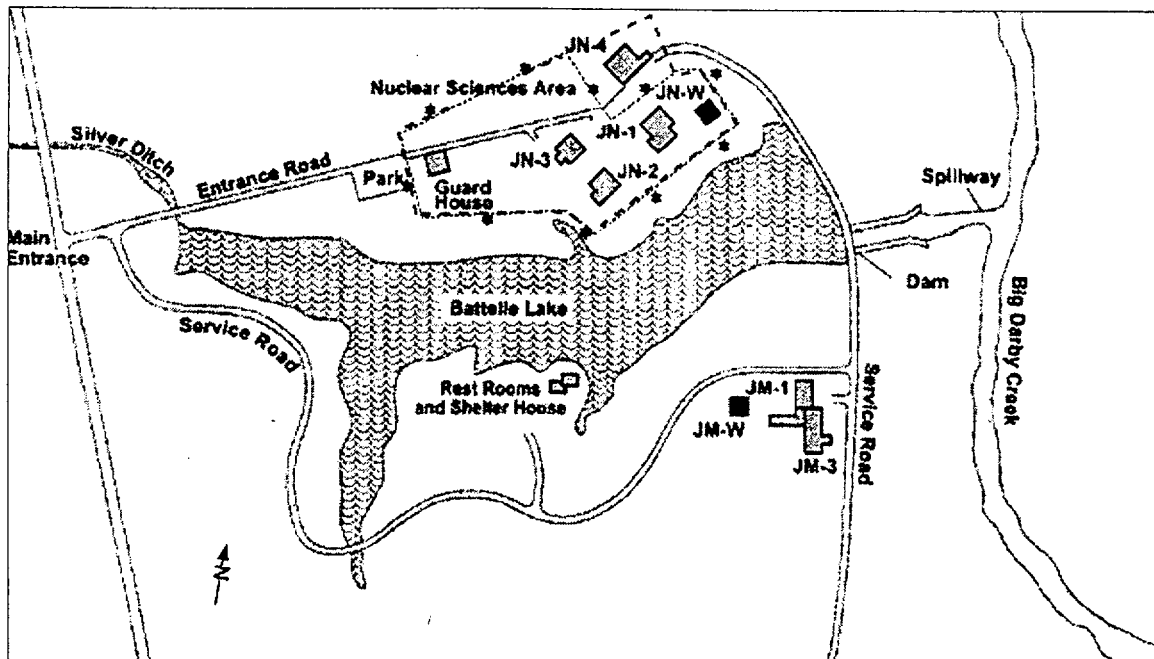 JN-4
Nuclear Sciences Area
JN-W
Silver Ditch
JN-1
JN-3
Entrance Road
JN-2
Park
Guard
House
Spillway
Main
Entrance
Dam
Battelle Lake
Big Darby Creek
Service Road
Rest Rooms
and Shelter House
JM-1
JM-W
Service Road
JM-3
N